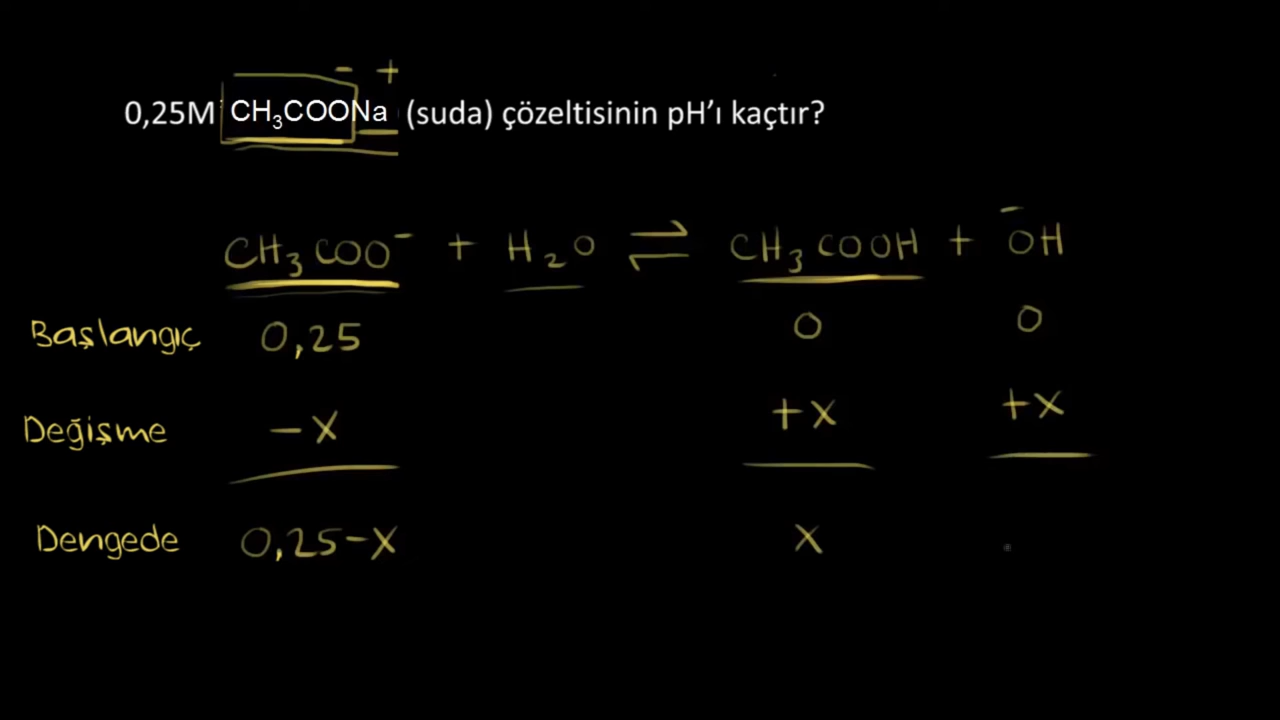 - +
0,25M CH₃COONa (suda) çözeltisinin pH’ı kaçtır?
CH₃COO⁻ + H₂O ⇌ CH₃COOH + ⁻OH
Başlangıç 0,25 0 0
Değişme -X +X +X
Dengede 0,25-X X